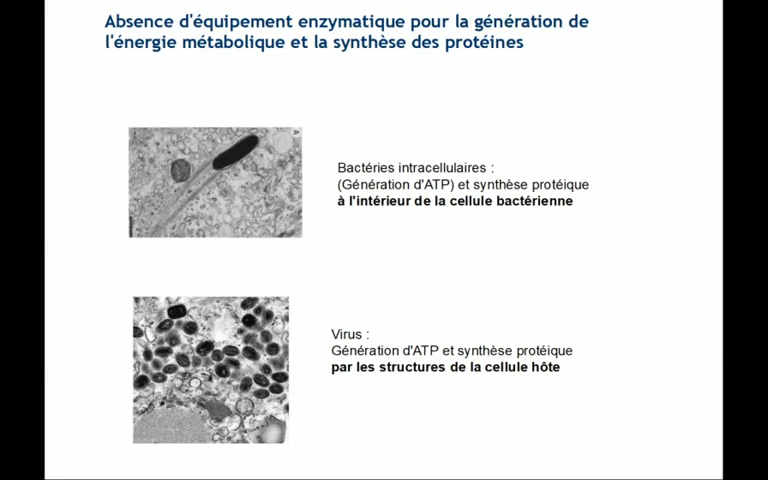 Absence d'équipement enzymatique pour la génération de
l'énergie métabolique et la synthèse des protéines
A
Bactéries intracellulaires :
(Génération d'ATP) et synthèse protéique
à l'intérieur de la cellule bactérienne
Virus :
Génération d'ATP et synthèse protéique
par les structures de la cellule hôte